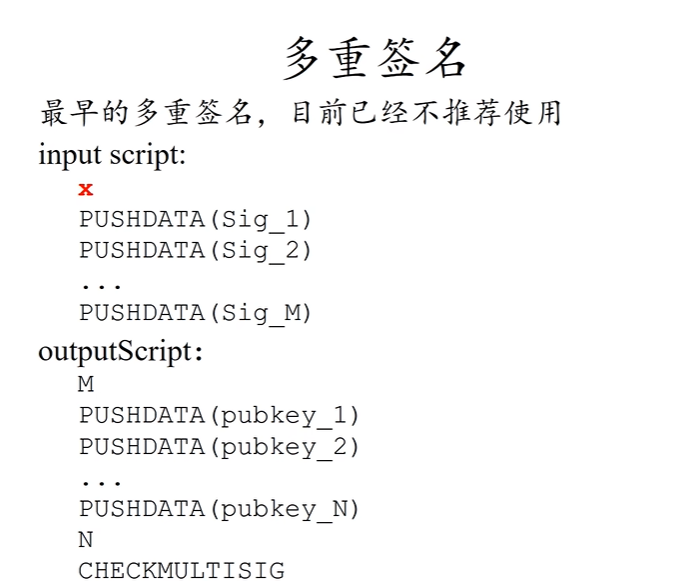 多重签名
最早的多重签名，目前已经不推荐使用
input script:
x
PUSHDATA(Sig_1)
PUSHDATA(Sig_2)
...
PUSHDATA(Sig_M)
outputScript：
M
PUSHDATA(pubkey_1)
PUSHDATA(pubkey_2)
...
PUSHDATA(pubkey_N)
N
CHECKMULTISIG